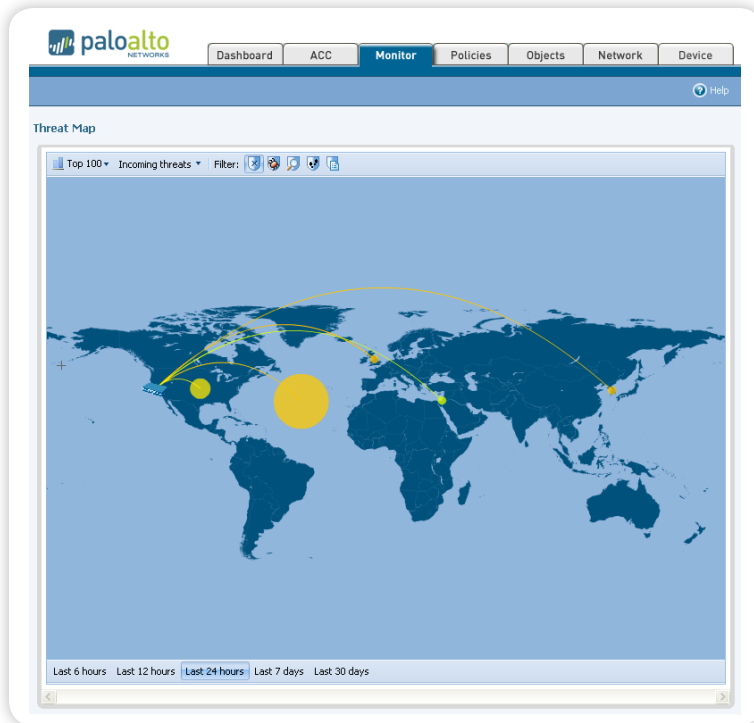 paloalto
NETWORKS
Dashboard ACC Monitor Policies Objects Network Device
Help
Threat Map
Top 100 Incoming threats Filter:
Last 6 hours Last 12 hours Last 24 hours Last 7 days Last 30 days